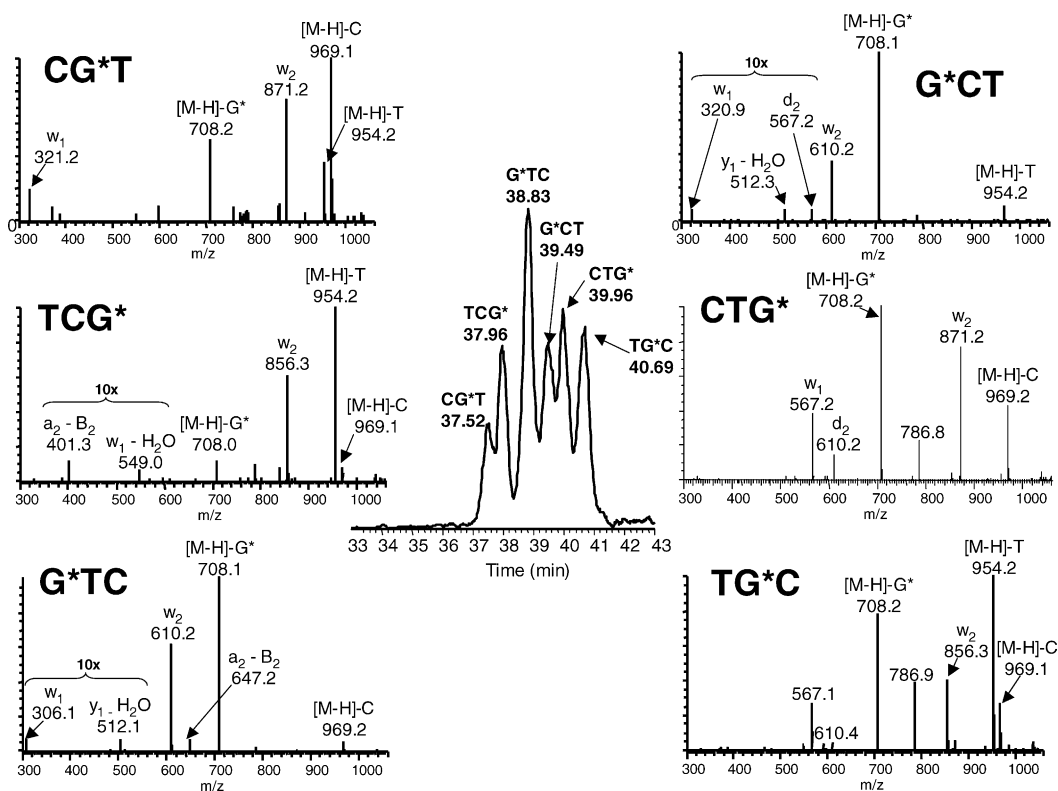 CG*T
[M-H]-C
969.1
w2
871.2
[M-H]-G*
708.2
[M-H]-T
954.2
w1
321.2
0
300 400 500 600 700 800 900 1000
m/z
G*CT
[M-H]-G*
708.1
10x
w1
320.9
d2
567.2
w2
610.2
y1 - H2O
512.3
[M-H]-T
954.2
0
300 400 500 600 700 800 900 1000
m/z
TCG*
[M-H]-T
954.2
w2
856.3
10x
a2 - B2
401.3
w1 - H2O
549.0
[M-H]-G*
708.0
[M-H]-C
969.1
300 400 500 600 700 800 900 1000
m/z
G*TC
38.83
G*CT
39.49
CTG*
39.96
TCG*
37.96
TG*C
40.69
CG*T
37.52
33 34 35 36 37 38 39 40 41 42 43
Time (min)
CTG*
[M-H]-G*
708.2
w2
871.2
w1
567.2
[M-H]-C
969.2
d2
610.2
786.8
300 400 500 600 700 800 900 1000
m/z
G*TC
[M-H]-G*
708.1
w2
610.2
10x
a2 - B2
647.2
w1
306.1
y1 - H2O
512.1
[M-H]-C
969.2
300 400 500 600 700 800 900 1000
m/z
TG*C
[M-H]-T
954.2
[M-H]-G*
708.2
w2
856.3
[M-H]-C
969.1
786.9
567.1
610.4
300 400 500 600 700 800 900 1000
m/z